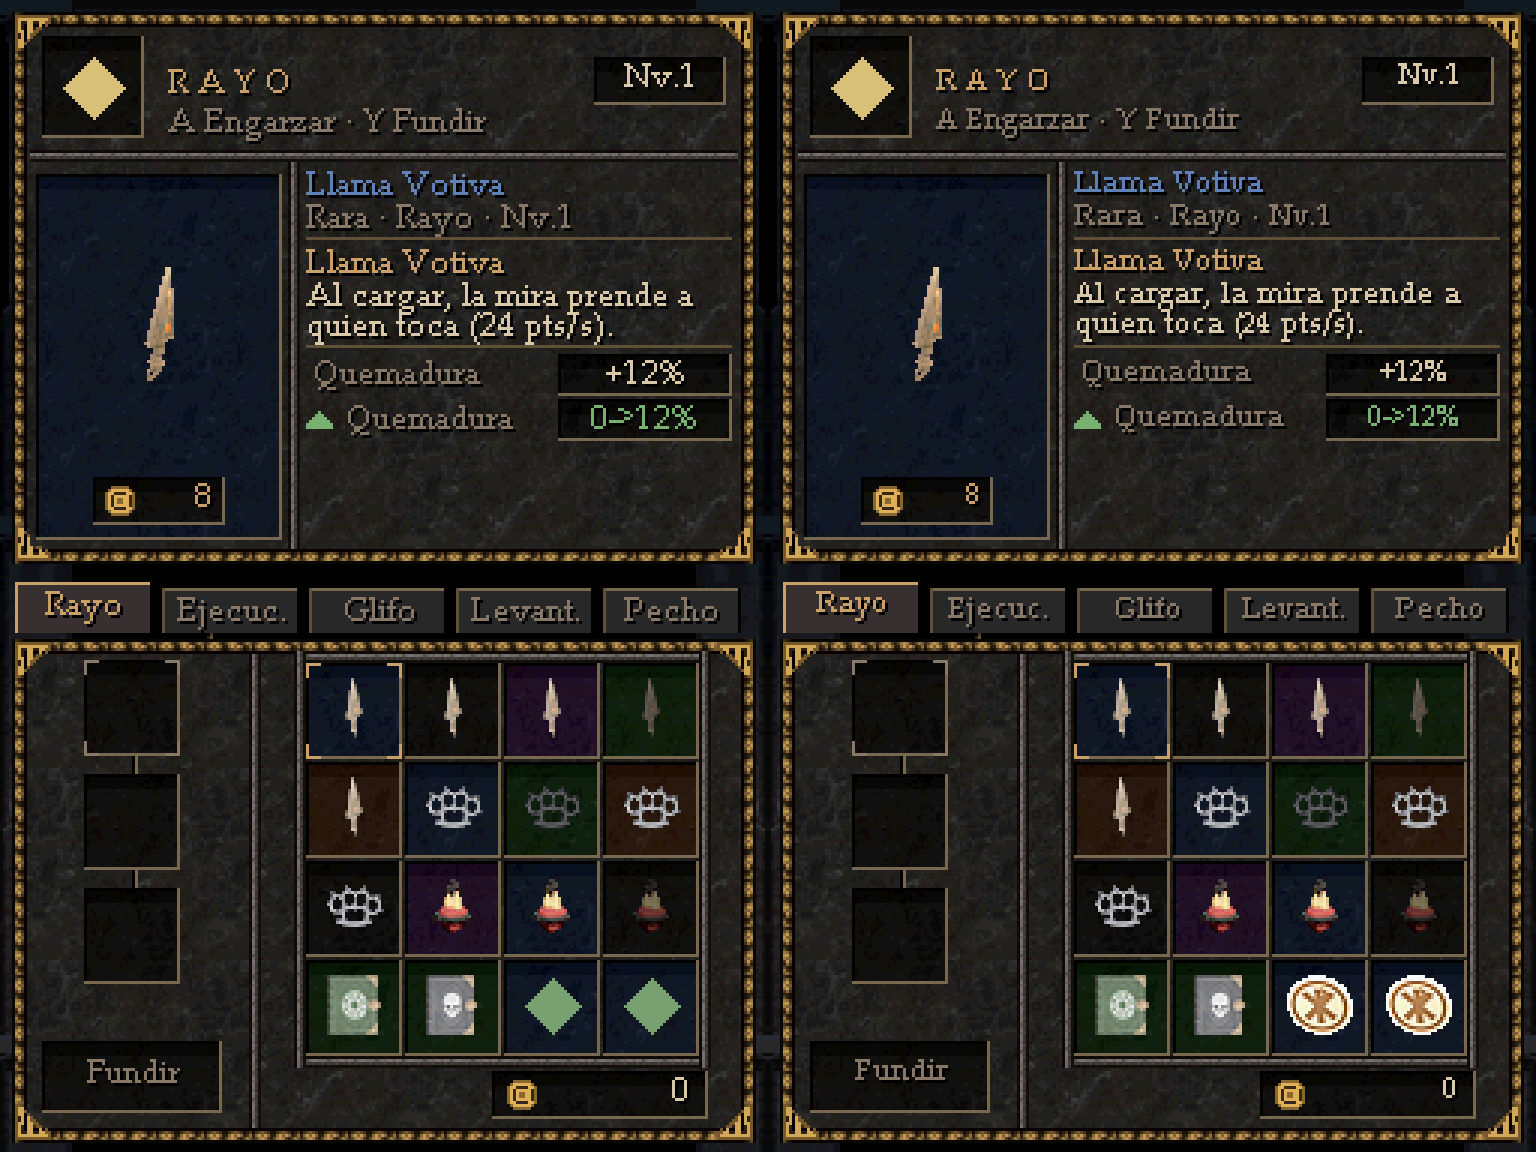 RAYO
Nv.1
A Engarzar · Y Fundir
Llama Votiva
Rara · Rayo · Nv.1
Llama Votiva
Al cargar, la mira prende a
quien toca (24 pts/s).
Quemadura +12%
Quemadura 0->12%
8
Rayo Ejecuc. Glifo Levant. Pecho
Fundir
0
RAYO
Nv.1
A Engarzar · Y Fundir
Llama Votiva
Rara · Rayo · Nv.1
Llama Votiva
Al cargar, la mira prende a
quien toca (24 pts/s).
Quemadura +12%
Quemadura 0->12%
8
Rayo Ejecuc. Glifo Levant. Pecho
Fundir
0